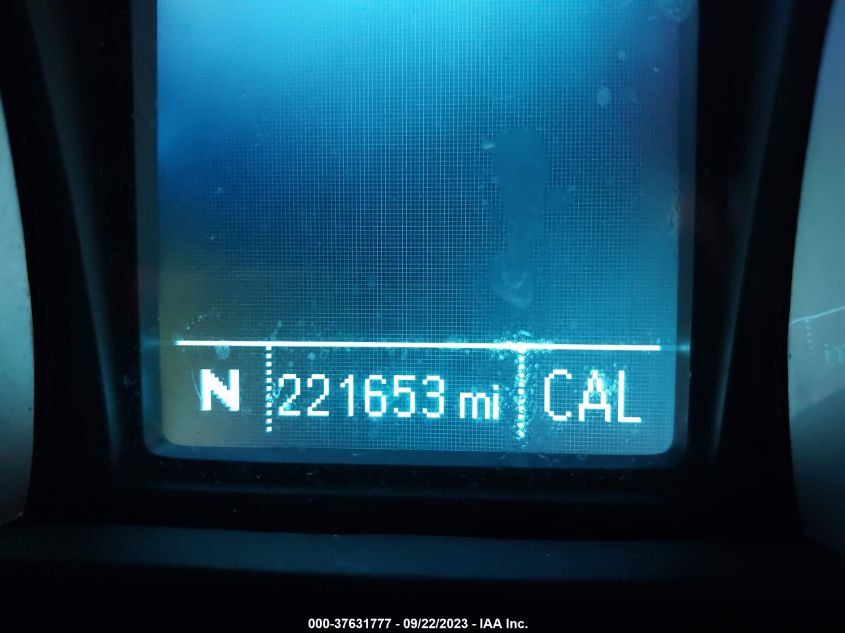 N 221653 mi CAL
000-37631777 - 09/22/2023 - IAA Inc.